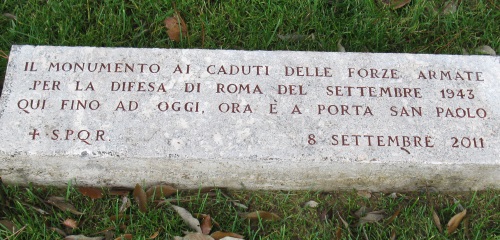 IL MONUMENTO AI CADUTI DELLE FORZE ARMATE
PER LA DIFESA DI ROMA DEL SETTEMBRE 1943
QUI FINO AD OGGI, ORA È A PORTA SAN PAOLO
+ S.P.Q.R. 8 SETTEMBRE 2011